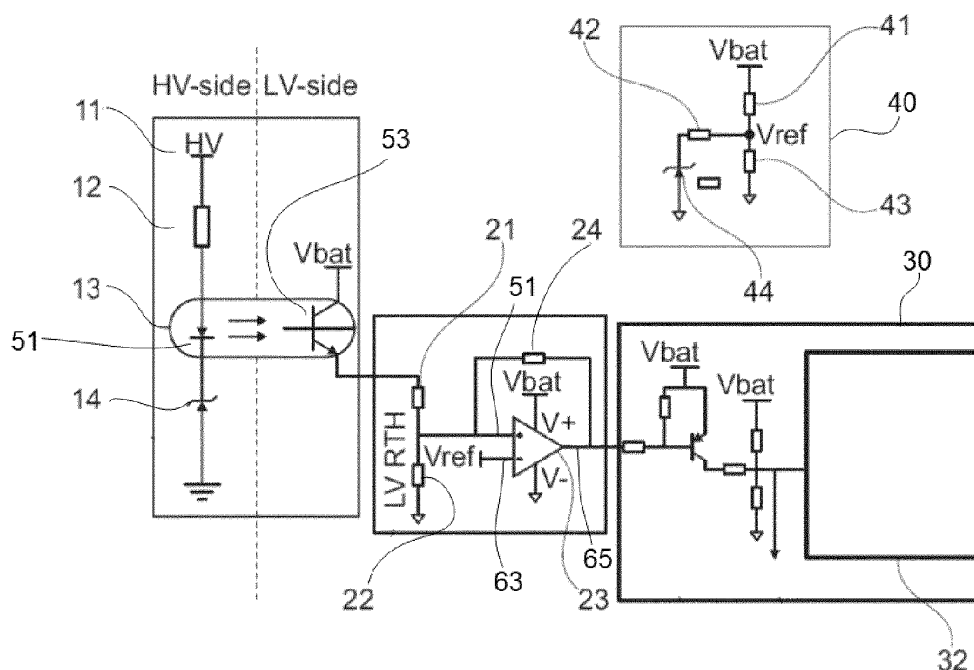 42
41
Vbat
40
Vref
43
44
HV-side
LV-side
11
HV
53
12
Vbat
13
51
14
21
51
24
30
Vbat
V+
Vref
V-
LV RTH
22
63
23
65
Vbat
Vbat
32